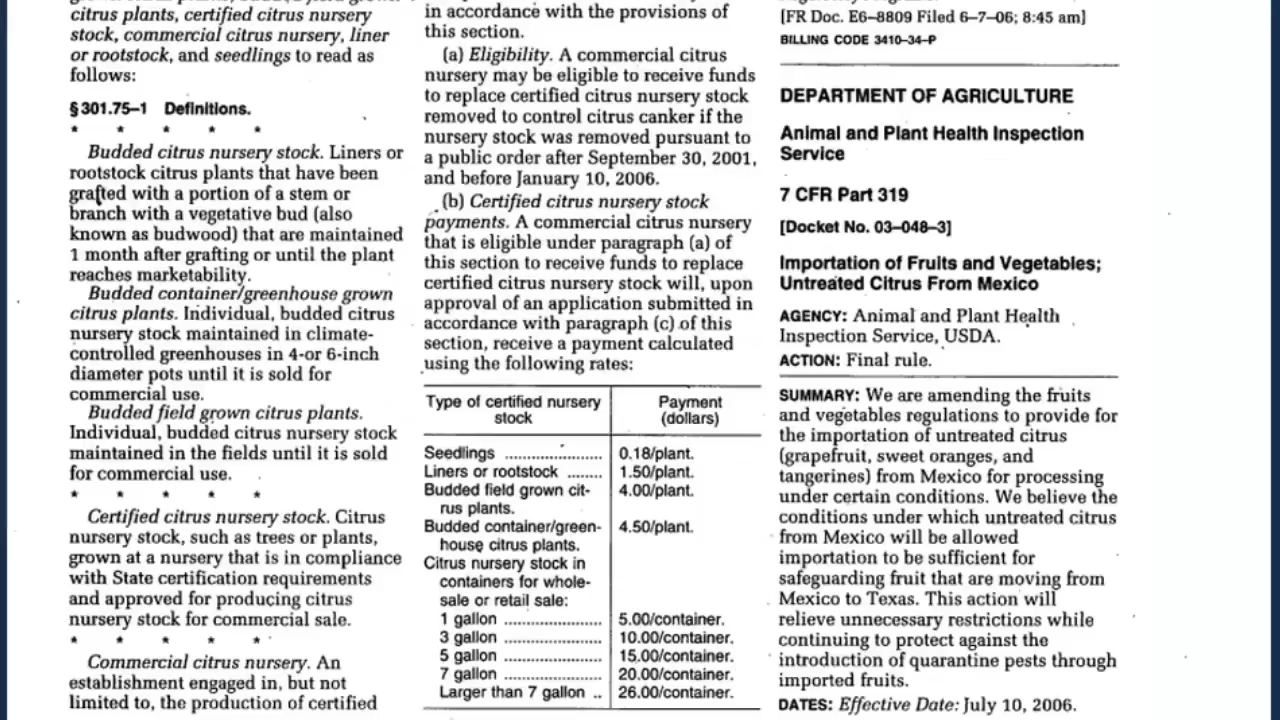 citrus plants, certified citrus nursery
stock, commercial citrus nursery, liner
or rootstock, and seedlings to read as
follows:
§ 301.75–1 Definitions.
* * * * *
Budded citrus nursery stock. Liners or
rootstock citrus plants that have been
grafted with a portion of a stem or
branch with a vegetative bud (also
known as budwood) that are maintained
1 month after grafting or until the plant
reaches marketability.
Budded container/greenhouse grown
citrus plants. Individual, budded citrus
nursery stock maintained in climate-
controlled greenhouses in 4-or 6-inch
diameter pots until it is sold for
commercial use.
Budded field grown citrus plants.
Individual, budded citrus nursery stock
maintained in the fields until it is sold
for commercial use.
* * * * *
Certified citrus nursery stock. Citrus
nursery stock, such as trees or plants,
grown at a nursery that is in compliance
with State certification requirements
and approved for producing citrus
nursery stock for commercial sale.
* * * * *
Commercial citrus nursery. An
establishment engaged in, but not
limited to, the production of certified
in accordance with the provisions of
this section.
(a) Eligibility. A commercial citrus
nursery may be eligible to receive funds
to replace certified citrus nursery stock
removed to control citrus canker if the
nursery stock was removed pursuant to
a public order after September 30, 2001,
and before January 10, 2006.
(b) Certified citrus nursery stock
payments. A commercial citrus nursery
that is eligible under paragraph (a) of
this section to receive funds to replace
certified citrus nursery stock will, upon
approval of an application submitted in
accordance with paragraph (c) of this
section, receive a payment calculated
using the following rates:
Type of certified nursery stock Payment (dollars)
Seedlings ....................... 0.18/plant.
Liners or rootstock ........ 1.50/plant.
Budded field grown cit- 4.00/plant.
rus plants.
Budded container/green- 4.50/plant.
house citrus plants.
Citrus nursery stock in
containers for whole-
sale or retail sale:
1 gallon ....................... 5.00/container.
3 gallon ....................... 10.00/container.
5 gallon ....................... 15.00/container.
7 gallon ....................... 20.00/container.
Larger than 7 gallon .. 26.00/container.
[FR Doc. E6–8809 Filed 6–7–06; 8:45 am]
BILLING CODE 3410–34–P
DEPARTMENT OF AGRICULTURE
Animal and Plant Health Inspection
Service
7 CFR Part 319
[Docket No. 03–048–3]
Importation of Fruits and Vegetables;
Untreated Citrus From Mexico
AGENCY: Animal and Plant Health
Inspection Service, USDA.
ACTION: Final rule.
SUMMARY: We are amending the fruits
and vegetables regulations to provide for
the importation of untreated citrus
(grapefruit, sweet oranges, and
tangerines) from Mexico for processing
under certain conditions. We believe the
conditions under which untreated citrus
from Mexico will be allowed
importation to be sufficient for
safeguarding fruit that are moving from
Mexico to Texas. This action will
relieve unnecessary restrictions while
continuing to protect against the
introduction of quarantine pests through
imported fruits.
DATES: Effective Date: July 10, 2006.